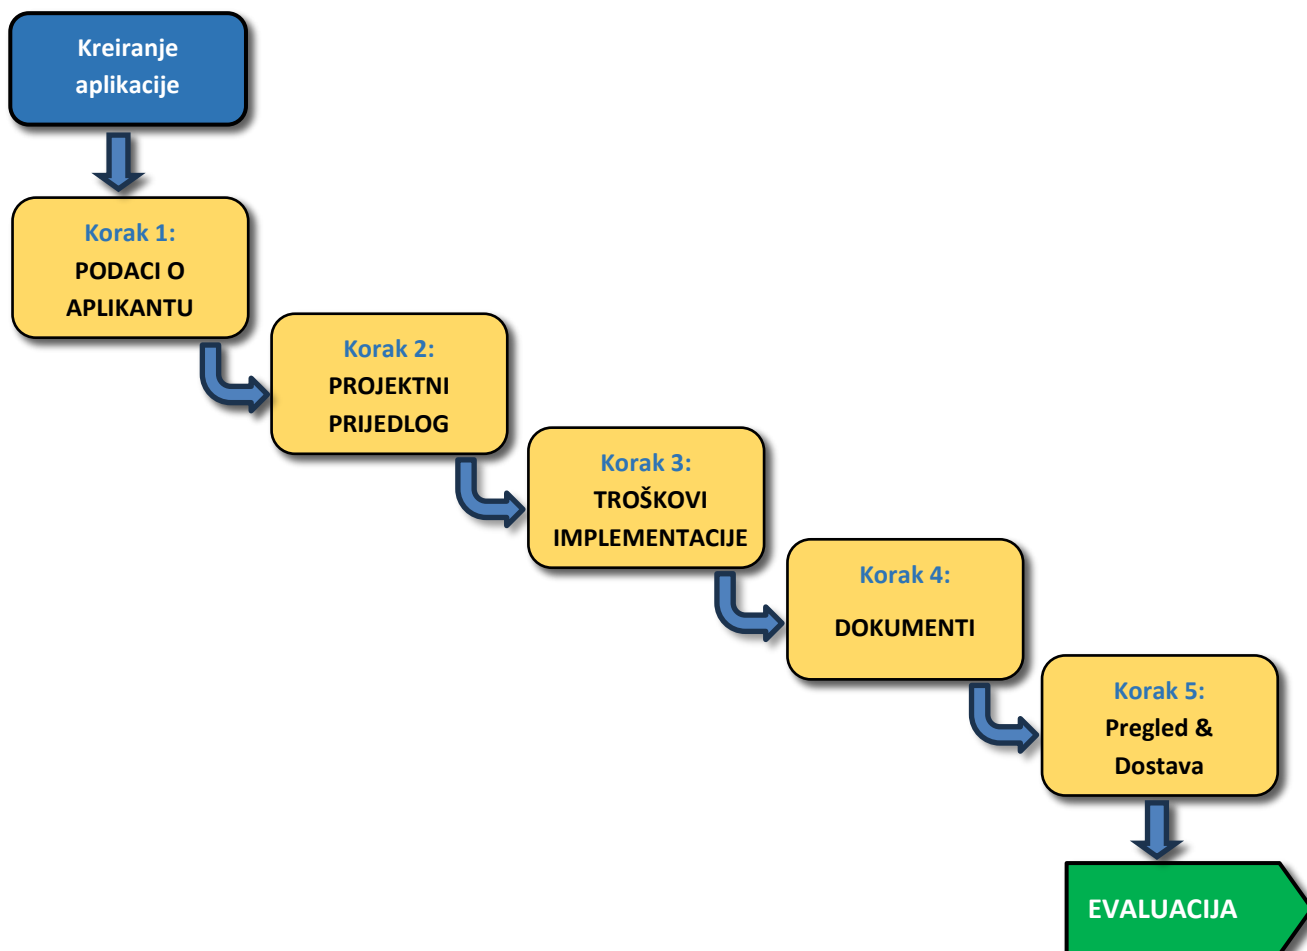 Kreiranje
aplikacije
Korak 1:
PODACI O
APLIKANTU
Korak 2:
PROJEKTNI
PRIJEDLOG
Korak 3:
TROŠKOVI
IMPLEMENTACIJE
Korak 4:
DOKUMENTI
Korak 5:
Pregled &
Dostava
EVALUACIJA